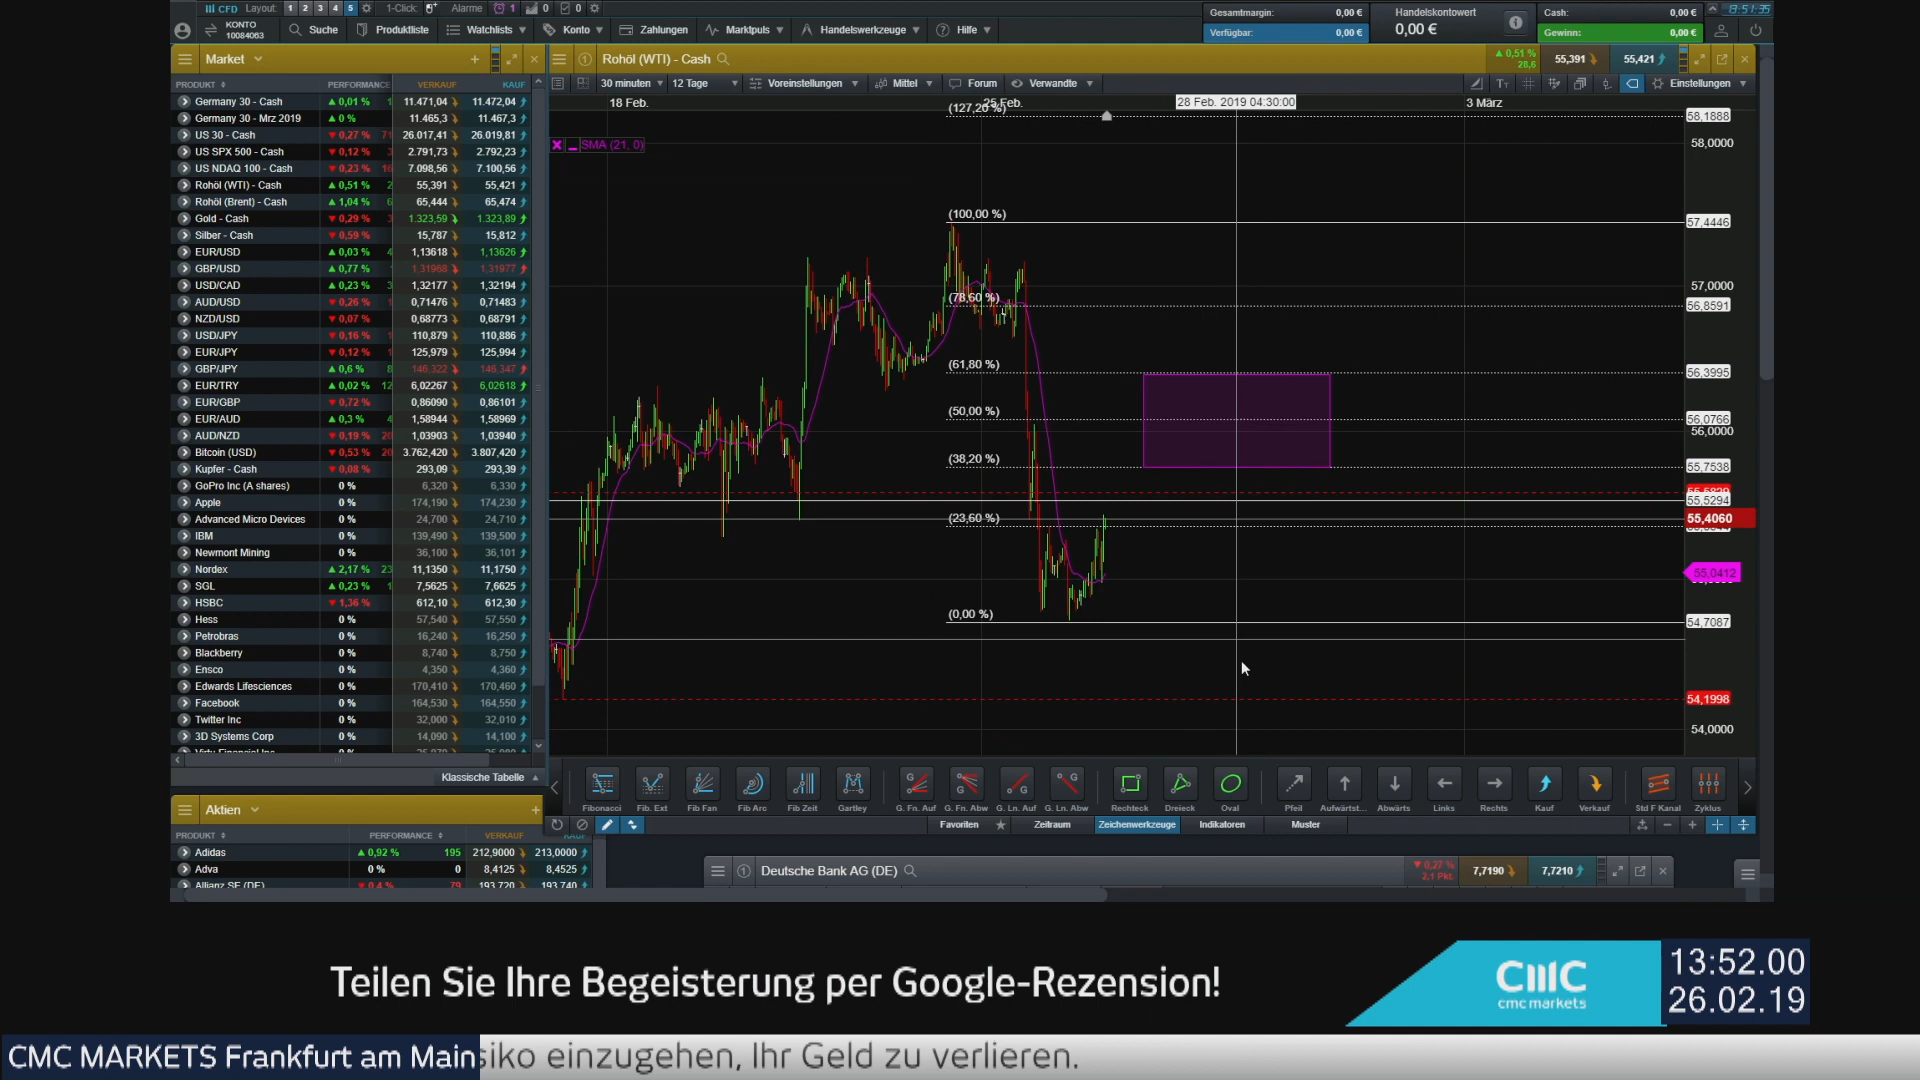 CFD Layout: 1 2 3 4 5 1-Click: Alarme 1 0 0
KONTO 10084063 Suche Produktliste Watchlists Konto Zahlungen Marktpuls Handelswerkzeuge Hilfe
Gesamtmargin: 0,00 €
Verfügbar: 0,00 €
Handelskontowert
0,00 €
Cash: 0,00 €
Gewinn: 0,00 €
Market
PRODUKT PERFORMANCE VERKAUF KAUF
Germany 30 - Cash 0,01 % 11.471,04 11.472,04
Germany 30 - Mrz 2019 0 % 11.465,3 11.467,3
US 30 - Cash 0,27 % 26.017,41 26.019,81
US SPX 500 - Cash 0,12 % 2.791,73 2.792,23
US NDAQ 100 - Cash 0,23 % 7.098,56 7.100,56
Rohöl (WTI) - Cash 0,51 % 55,391 55,421
Rohöl (Brent) - Cash 1,04 % 65,444 65,474
Gold - Cash 0,29 % 1.323,59 1.323,89
Silber - Cash 0,59 % 15,787 15,812
EUR/USD 0,03 % 1,13618 1,13626
GBP/USD 0,77 % 1.31968 1.31977
USD/CAD 0,23 % 1,32177 1,32194
AUD/USD 0,26 % 0,71476 0,71483
NZD/USD 0,07 % 0,68773 0,68791
USD/JPY 0,16 % 110,879 110,886
EUR/JPY 0,12 % 125,979 125,994
GBP/JPY 0,6 % 146,322 146,347
EUR/TRY 0,02 % 6,02267 6,02618
EUR/GBP 0,72 % 0,86090 0,86101
EUR/AUD 0,3 % 1,58944 1,58969
AUD/NZD 0,19 % 1,03903 1,03940
Bitcoin (USD) 0,53 % 3.762,420 3.807,420
Kupfer - Cash 0,08 % 293,09 293,39
GoPro Inc (A shares) 0 % 6,320 6,330
Apple 0 % 174,190 174,230
Advanced Micro Devices 0 % 24,700 24,710
IBM 0 % 139,490 139,500
Newmont Mining 0 % 36,100 36,101
Nordex 2,17 % 11,1350 11,1750
SGL 0,23 % 7,5625 7,6625
HSBC 1,36 % 612,10 612,30
Hess 0 % 57,540 57,550
Petrobras 0 % 16,240 16,250
Blackberry 0 % 8,740 8,750
Ensco 0 % 4,350 4,360
Edwards Lifesciences 0 % 170,410 170,460
Facebook 0 % 164,530 164,550
Twitter Inc 0 % 32,000 32,010
3D Systems Corp 0 % 14,090 14,100
Klassische Tabelle
Aktien
PRODUKT PERFORMANCE VERKAUF
Adidas 0,92 % 195 212,9000 213,0000
Adva 0 % 0 8,4125 8,4525
Allianz SE (DE) 0,4 % 79 193,720 193,740
Rohöl (WTI) - Cash 0,51 % 28,6 55,391 55,421
30 minuten 12 Tage Voreinstellungen Mittel Forum Verwandte Einstellungen
18 Feb. 25 Feb. 28 Feb. 2019 04:30:00 3 März
SMA (21, 0)
(100,00 %)
(78,60 %)
(61,80 %)
(50,00 %)
(38,20 %)
(23,60 %)
(0,00 %)
58,1888
58,0000
57,4446
57,0000
56,8591
56,3995
56,0766
56,0000
55,7538
55,5294
55,4060
55,0412
54,7087
54,1998
54,0000
Fibonacci Fib. Ext Fib Fan Fib Arc Fib Zeit Gartley G. Fn. Auf G. Fn. Abw G. Ln. Auf G. Ln. Abw Rechteck Dreieck Oval Pfeil Aufwärtst... Abwärts Links Rechts Kauf Verkauf Std F Kanal Zyklus
Favoriten Zeitraum Zeichenwerkzeuge Indikatoren Muster
Deutsche Bank AG (DE) 0,27 % 2,1 Pkt. 7,7190 7,7210
Teilen Sie Ihre Begeisterung per Google-Rezension!
CMC
cmc markets
13:52.00
26.02.19
CMC MARKETS Frankfurt am Main siko einzugehen, Ihr Geld zu verlieren.